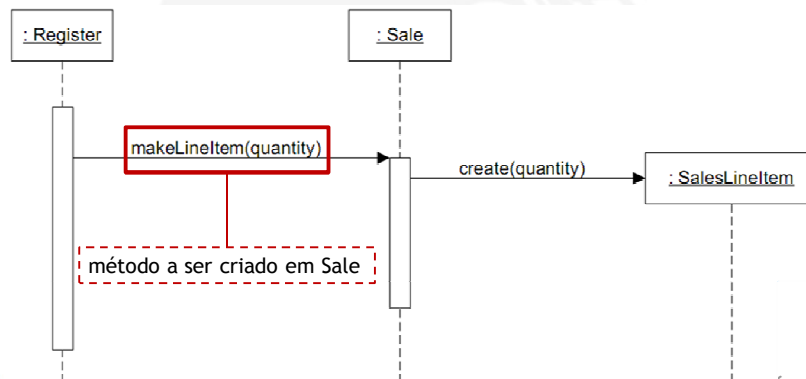 : Register
: Sale
makeLineItem(quantity)
create(quantity)
: SalesLineItem
método a ser criado em Sale